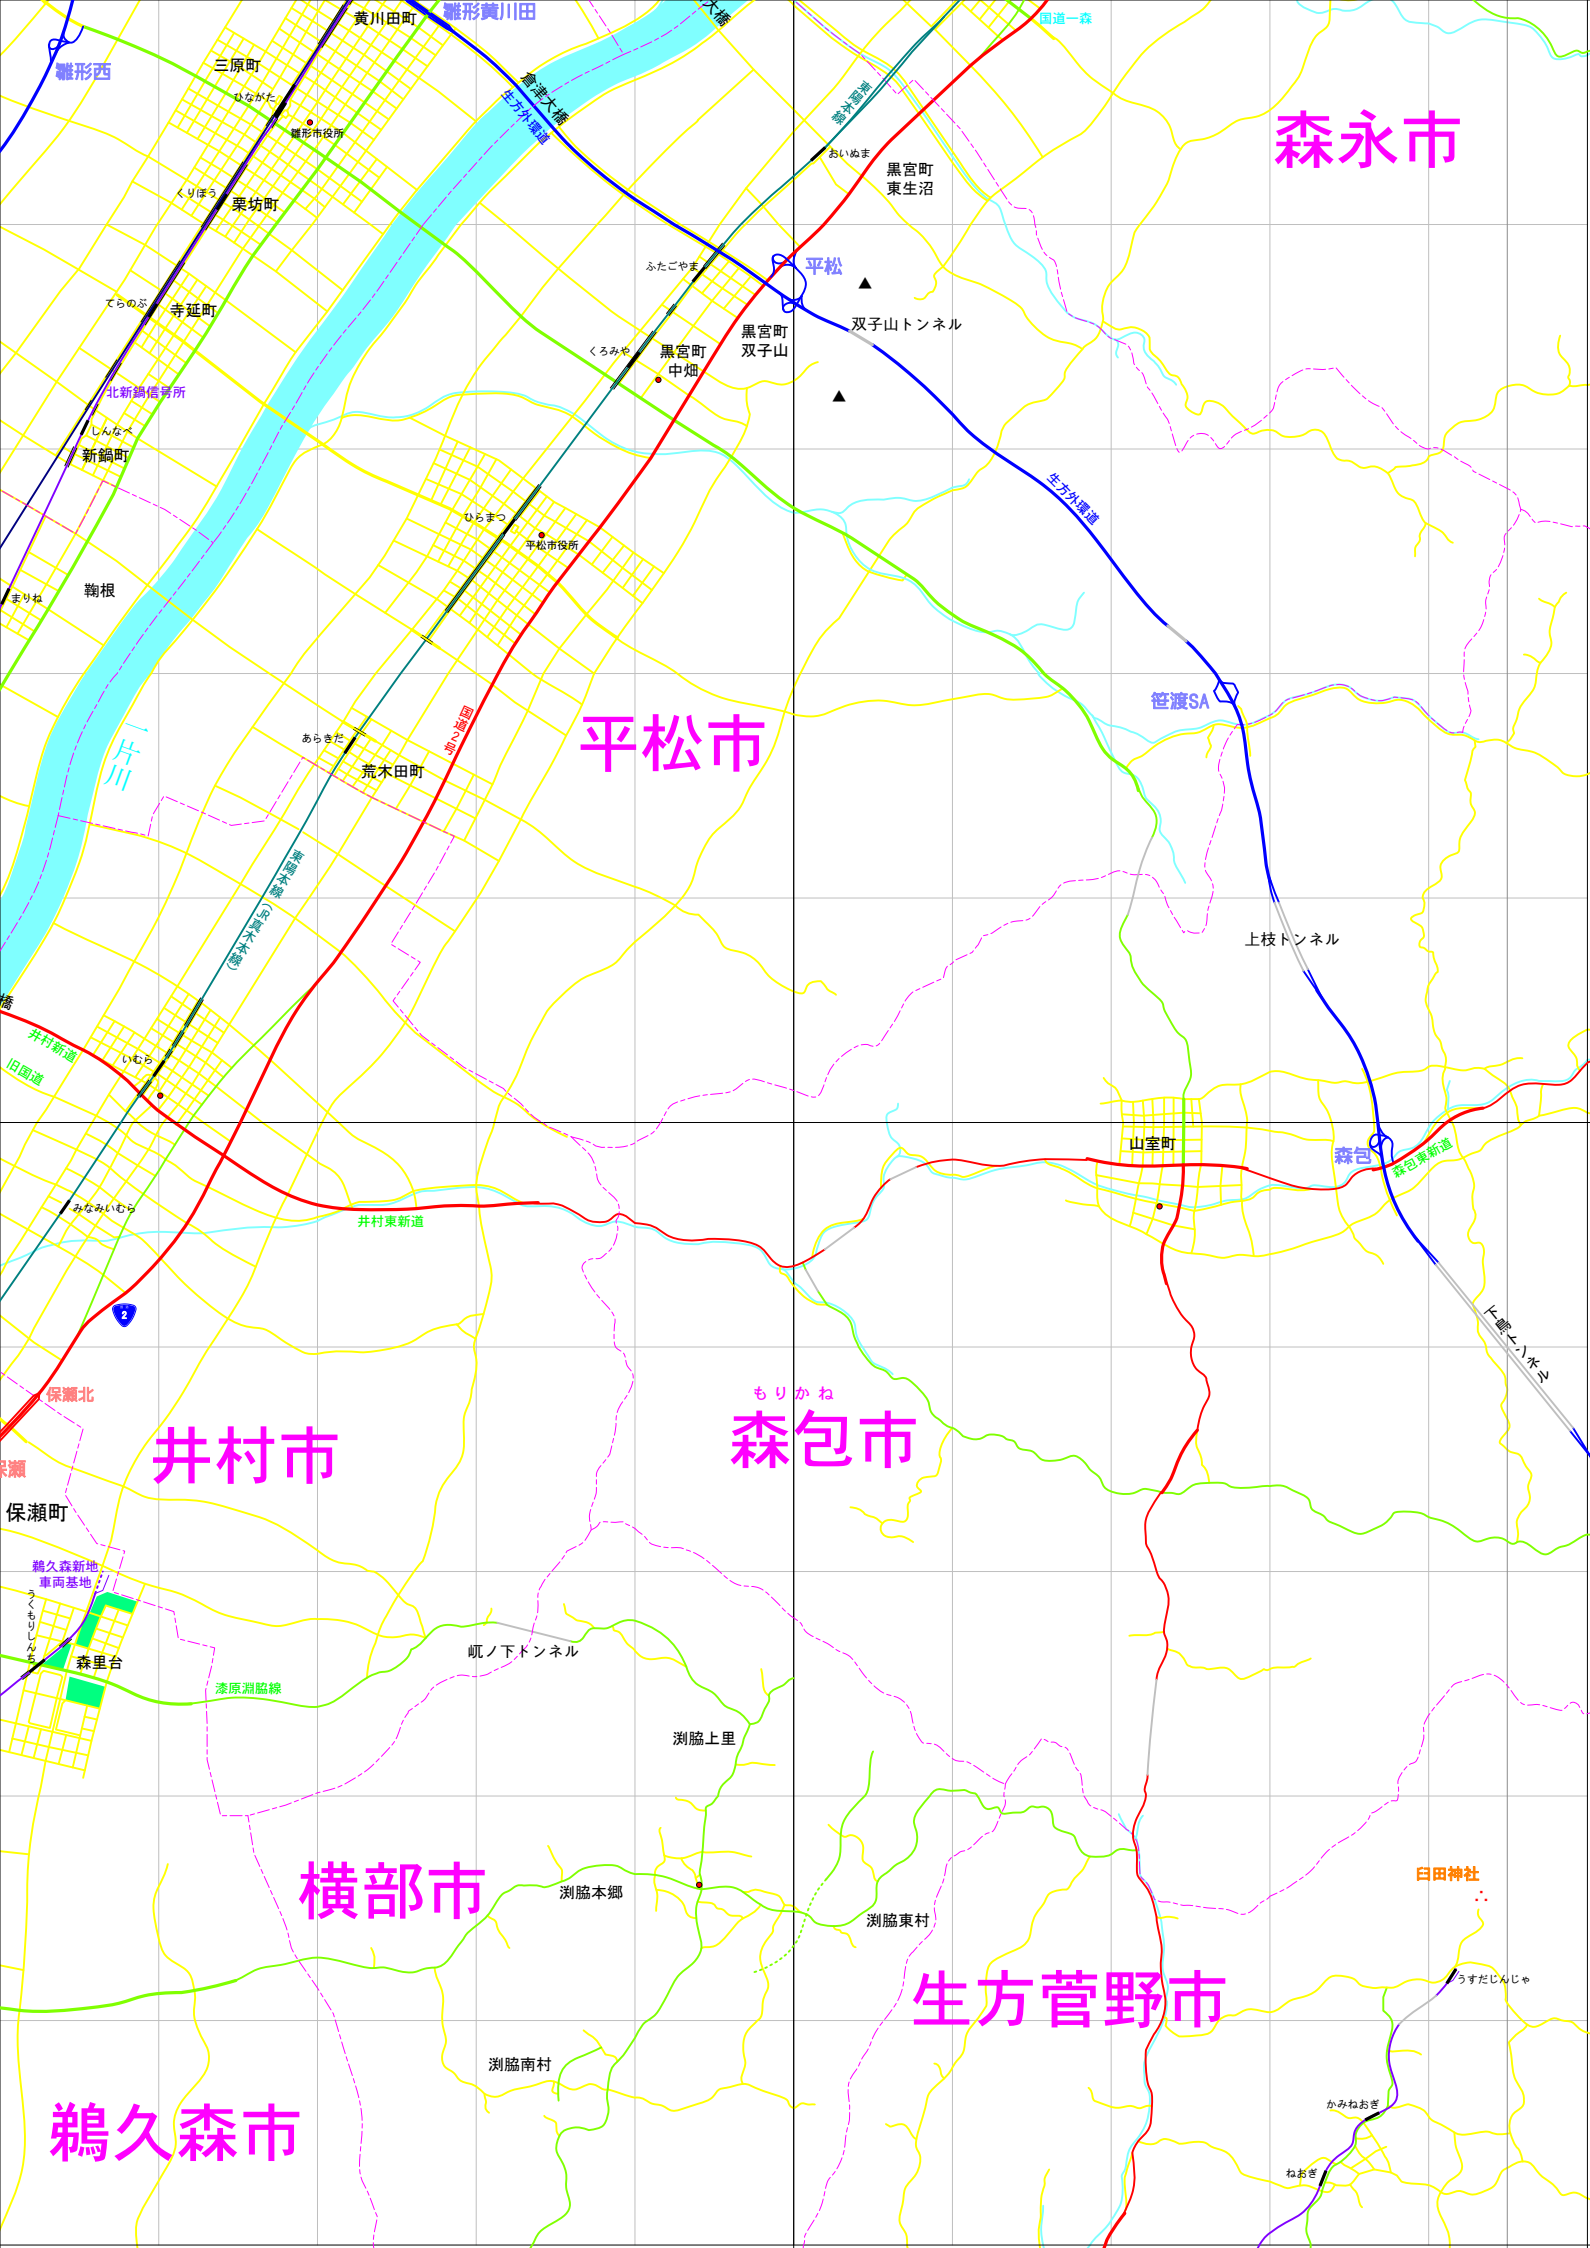 大橋
黄川田町
雛形黄川田
国道一森
三原町
雛形西
ひながた
倉津大橋
生方外環道
東陽本線
雛形市役所
森永市
おいぬま
黒宮町
東生沼
くりぼう
栗坊町
ふたごやま
平松
てらのぶ
寺延町
双子山トンネル
黒宮町
双子山
くろみや
黒宮町
中畑
北新鍋信号所
しんなべ
新鍋町
生方外環道
ひらまつ
平松市役所
鞠根
まりね
笹渡SA
国道2号
一片川
あらきだ
平松市
荒木田町
東陽本線(JR真木本線)
上枝トンネル
橋
井村新道
いむら
旧国道
山室町
森包
森包東新道
みなみいむら
井村東新道
2
下鳥トンネル
保瀬北
もりかね
森包市
井村市
保瀬
保瀬町
鵜久森新地
車両基地
うくもりしんち
森里台
屼ノ下トンネル
漆原淵脇線
渕脇上里
臼田神社
横部市
渕脇本郷
渕脇東村
うすだじんじゃ
生方菅野市
渕脇南村
かみねおぎ
鵜久森市
ねおぎ